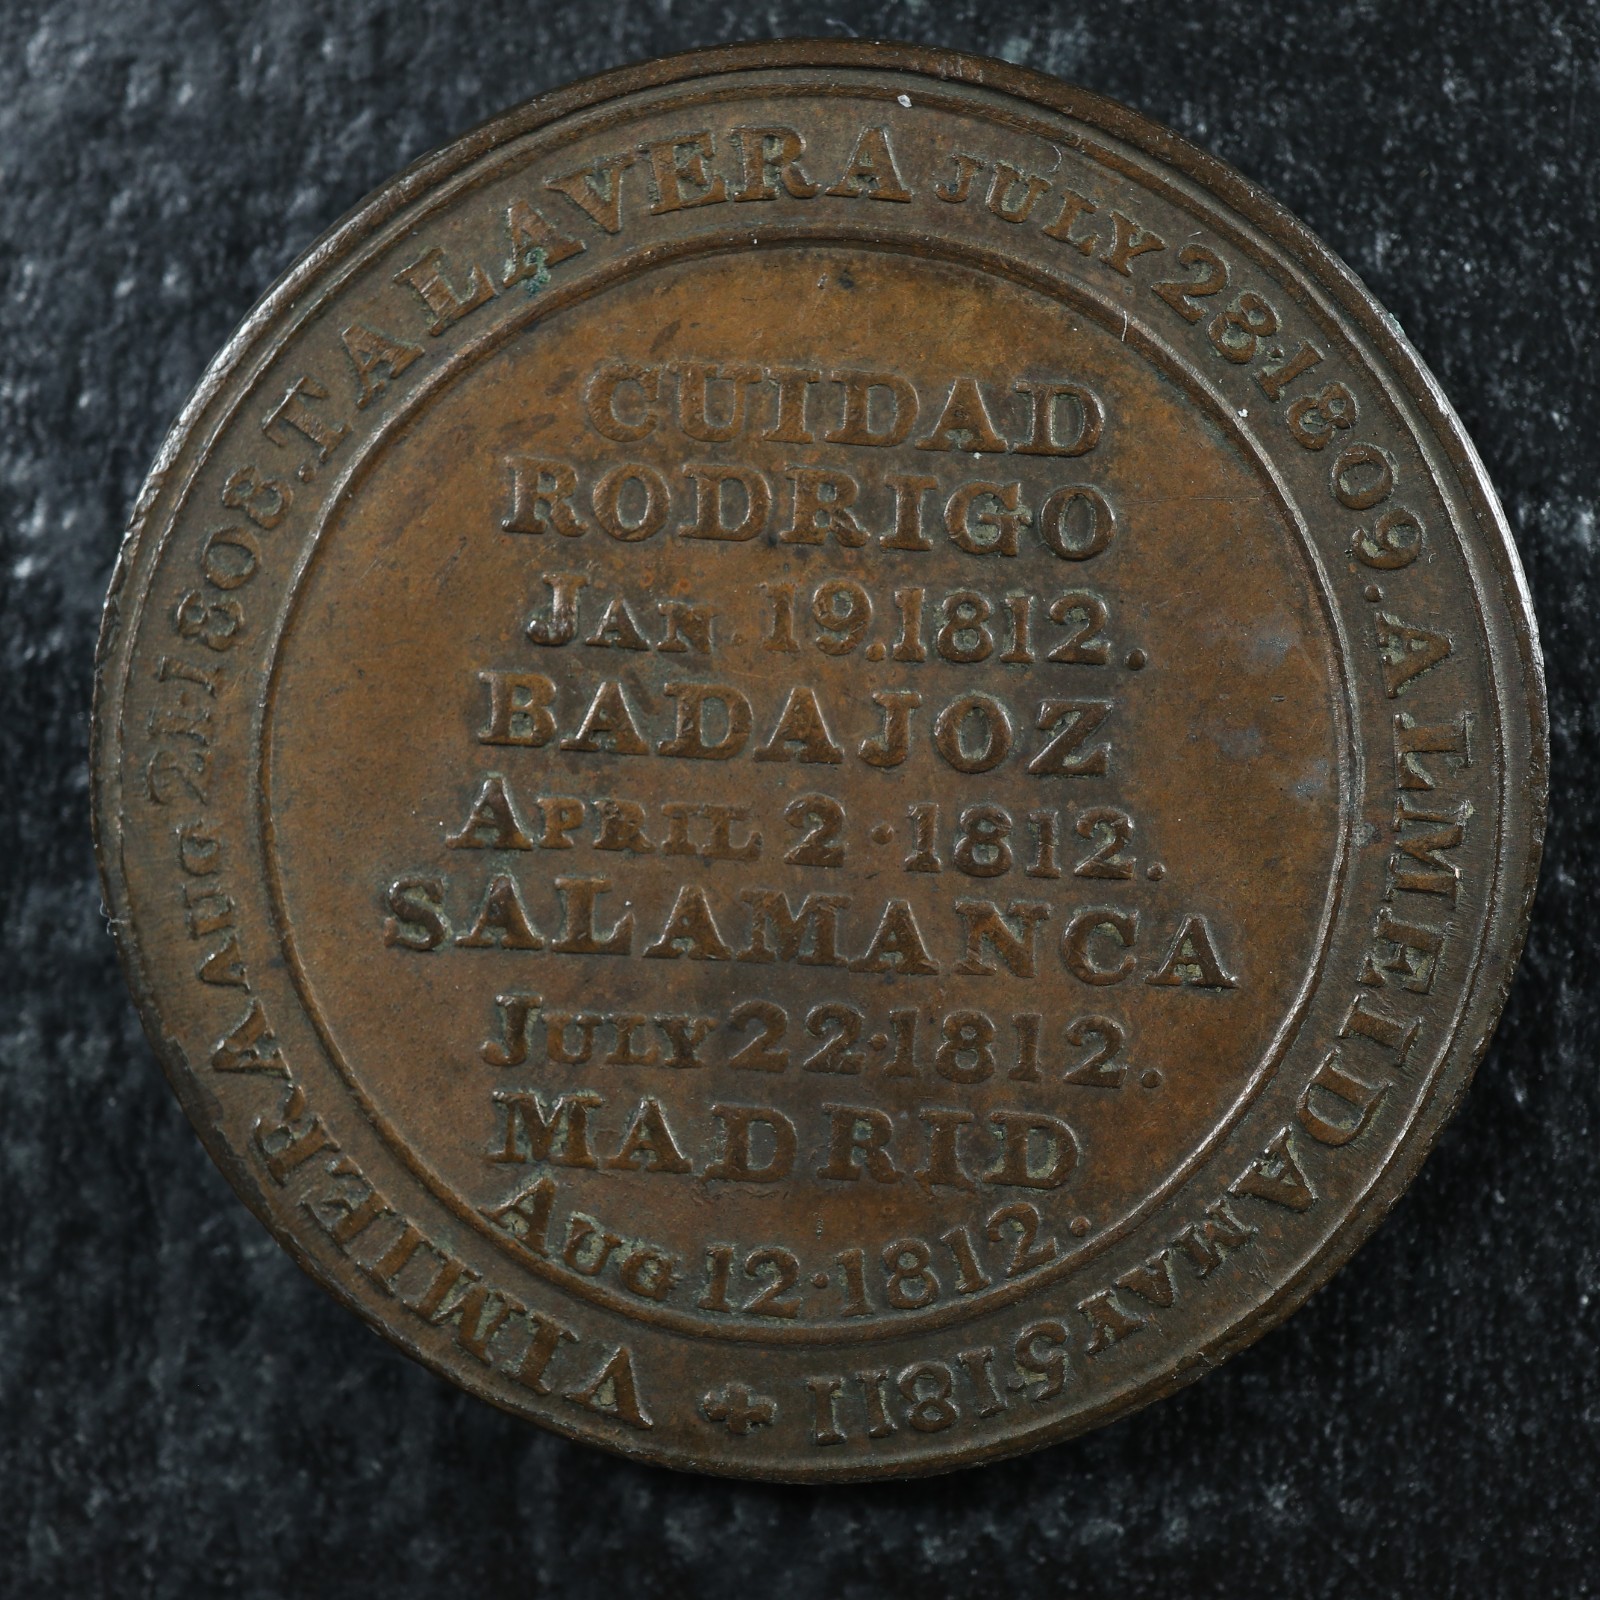 VIMIERA AUG 21·1808. TALAVERA JULY 28·1809. ALMEIDA MAY 5·1811
CUIDAD
RODRIGO
JAN 19.1812.
BADAJOZ
APRIL 2·1812.
SALAMANCA
JULY 22·1812.
MADRID
AUG 12·1812.